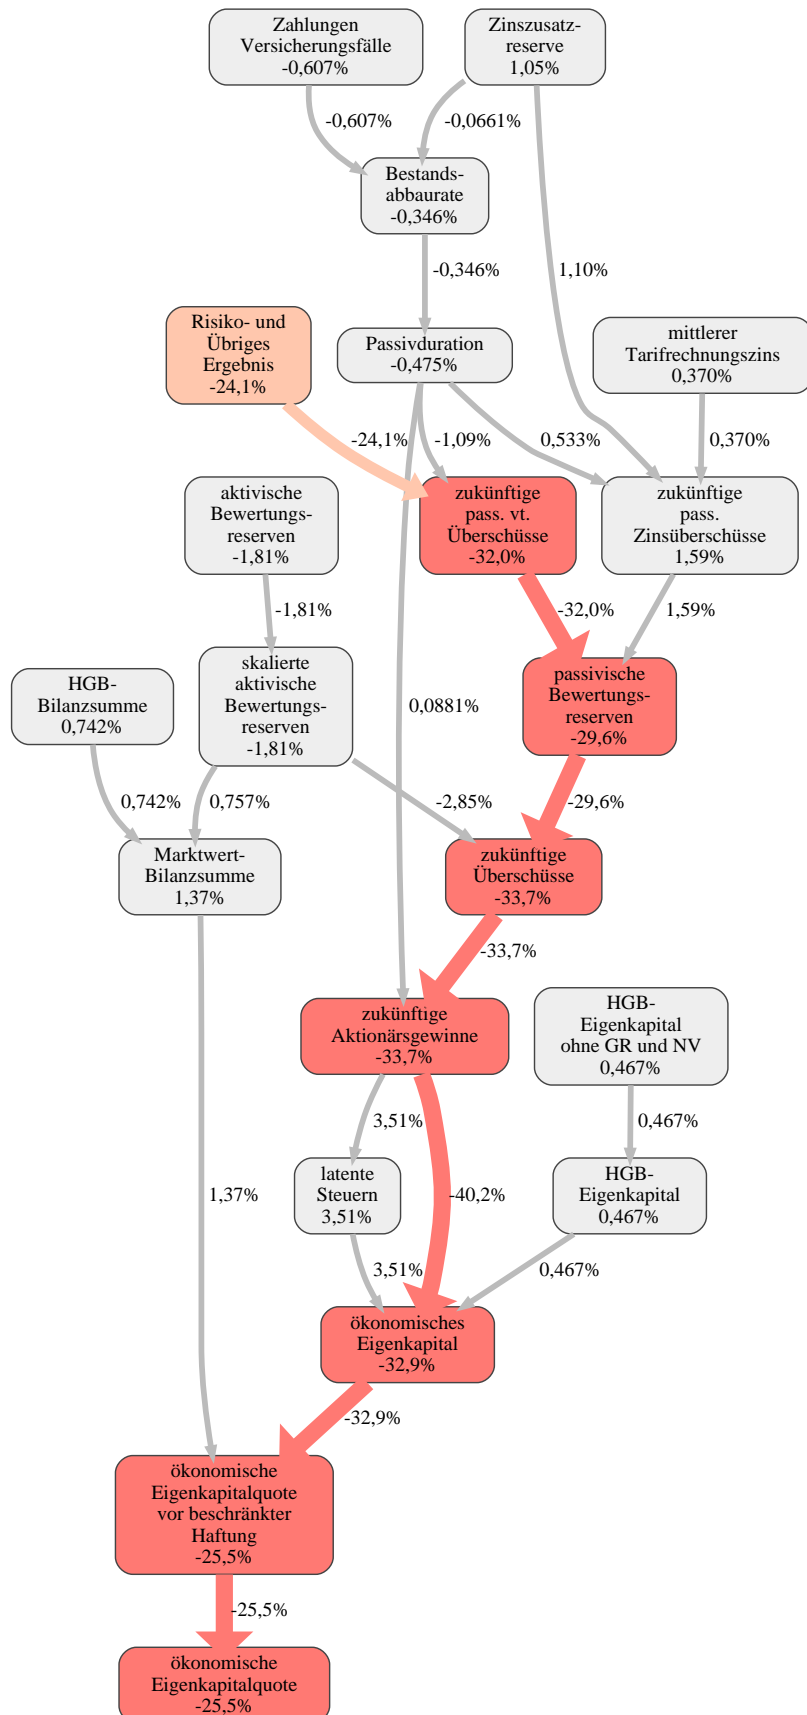 Zahlungen
Versicherungsfälle
-0,607%
Zinszusatz-
reserve
1,05%
-0,607%
-0,0661%
Bestands-
abbaurate
-0,346%
1,10%
-0,346%
Risiko- und
Übriges
Ergebnis
-24,1%
Passivduration
-0,475%
mittlerer
Tarifrechnungszins
0,370%
-24,1%
-1,09%
0,533%
0,370%
aktivische
Bewertungs-
reserven
-1,81%
zukünftige
pass. vt.
Überschüsse
-32,0%
zukünftige
pass.
Zinsüberschüsse
1,59%
-1,81%
-32,0%
1,59%
HGB-
Bilanzsumme
0,742%
skalierte
aktivische
Bewertungs-
reserven
-1,81%
0,0881%
passivische
Bewertungs-
reserven
-29,6%
0,742%
0,757%
-2,85%
-29,6%
Marktwert-
Bilanzsumme
1,37%
zukünftige
Überschüsse
-33,7%
-33,7%
zukünftige
Aktionärsgewinne
-33,7%
HGB-
Eigenkapital
ohne GR und NV
0,467%
3,51%
0,467%
1,37%
latente
Steuern
3,51%
-40,2%
HGB-
Eigenkapital
0,467%
3,51%
0,467%
ökonomisches
Eigenkapital
-32,9%
-32,9%
ökonomische
Eigenkapitalquote
vor beschränkter
Haftung
-25,5%
-25,5%
ökonomische
Eigenkapitalquote
-25,5%